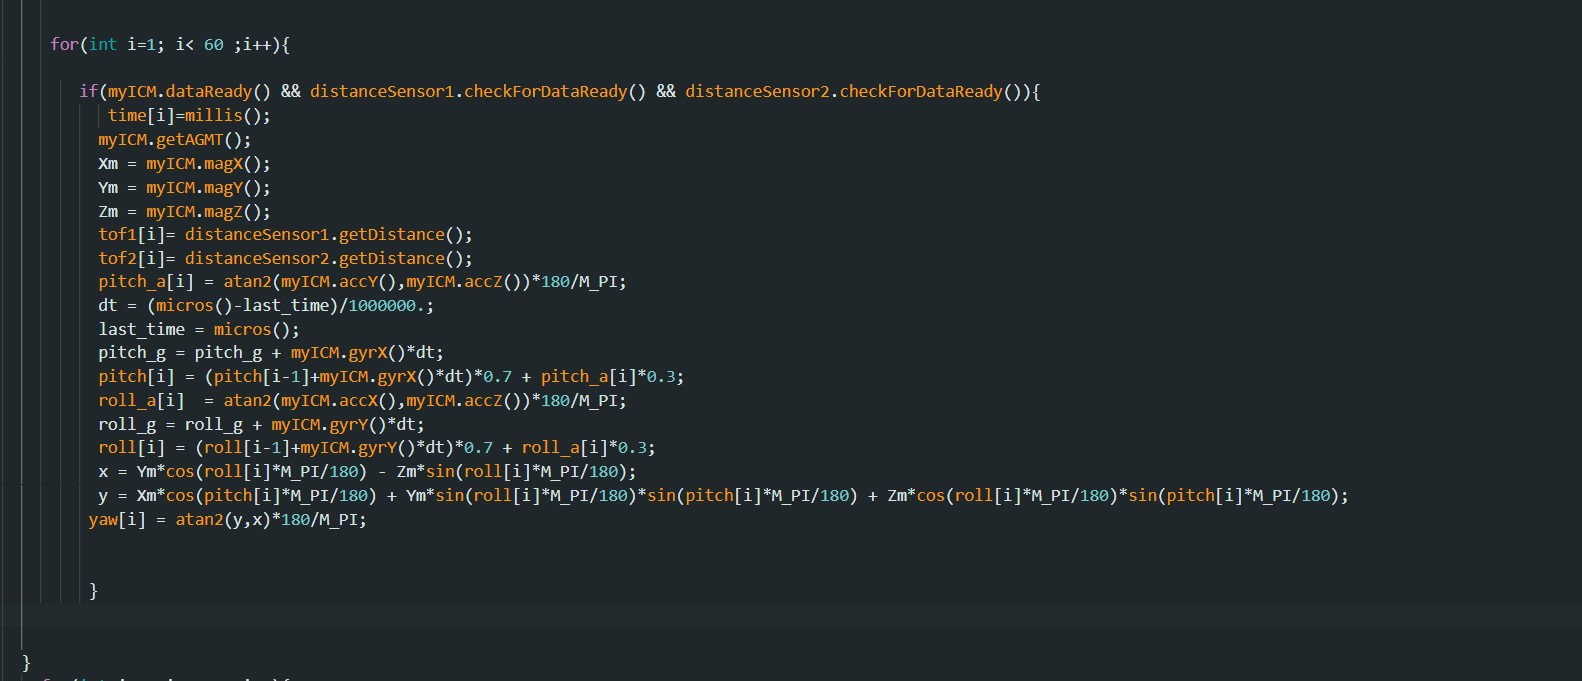 for(int i=1; i< 60 ;i++){
if(myICM.dataReady() && distanceSensor1.checkForDataReady() && distanceSensor2.checkForDataReady()){
time[i]=millis();
myICM.getAGMT();
Xm = myICM.magX();
Ym = myICM.magY();
Zm = myICM.magZ();
tof1[i]= distanceSensor1.getDistance();
tof2[i]= distanceSensor2.getDistance();
pitch_a[i] = atan2(myICM.accY(),myICM.accZ())*180/M_PI;
dt = (micros()-last_time)/1000000.;
last_time = micros();
pitch_g = pitch_g + myICM.gyrX()*dt;
pitch[i] = (pitch[i-1]+myICM.gyrX()*dt)*0.7 + pitch_a[i]*0.3;
roll_a[i]  = atan2(myICM.accX(),myICM.accZ())*180/M_PI;
roll_g = roll_g + myICM.gyrY()*dt;
roll[i] = (roll[i-1]+myICM.gyrY()*dt)*0.7 + roll_a[i]*0.3;
x = Ym*cos(roll[i]*M_PI/180) - Zm*sin(roll[i]*M_PI/180);
y = Xm*cos(pitch[i]*M_PI/180) + Ym*sin(roll[i]*M_PI/180)*sin(pitch[i]*M_PI/180) + Zm*cos(roll[i]*M_PI/180)*sin(pitch[i]*M_PI/180);
yaw[i] = atan2(y,x)*180/M_PI;
}
}